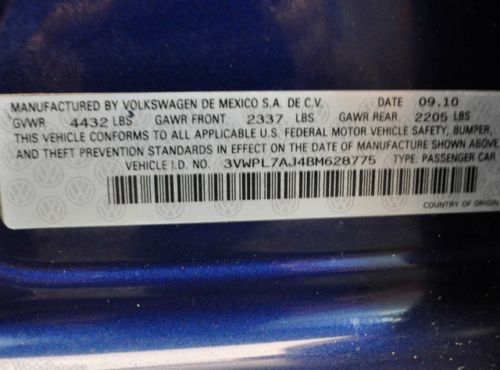 MANUFACTURED BY VOLKSWAGEN DE MEXICO S.A. DE C.V. DATE 09.10
GVWR 4432 LBS GAWR FRONT 2337 LBS GAWR REAR 2205 LBS
THIS VEHICLE CONFORMS TO ALL APPLICABLE U.S. FEDERAL MOTOR VEHICLE SAFETY, BUMPER,
AND THEFT PREVENTION STANDARDS IN EFFECT ON THE DATE OF MANUFACTURE SHOWN ABOVE.
VEHICLE I.D. NO. 3VWPL7AJ4BM628775 TYPE: PASSENGER CAR
COUNTRY OF ORIGIN